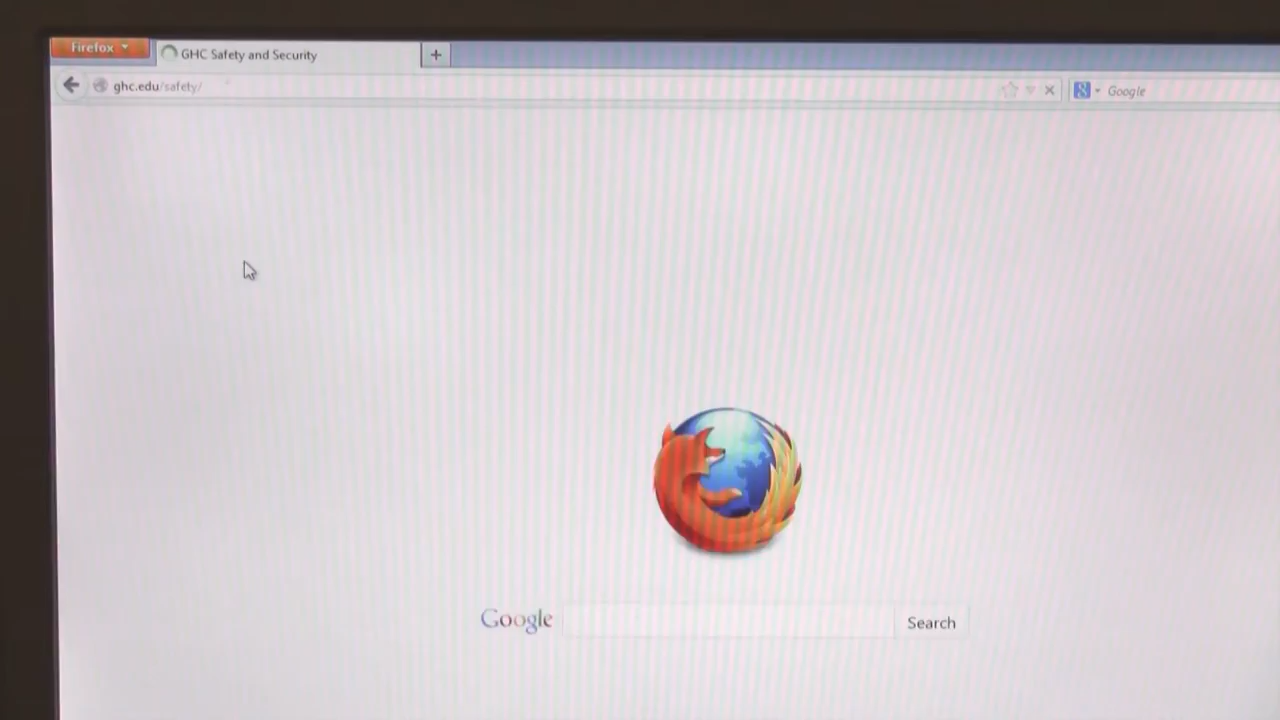 Firefox
GHC Safety and Security
+
ghc.edu/safety/
Google
Google
Search